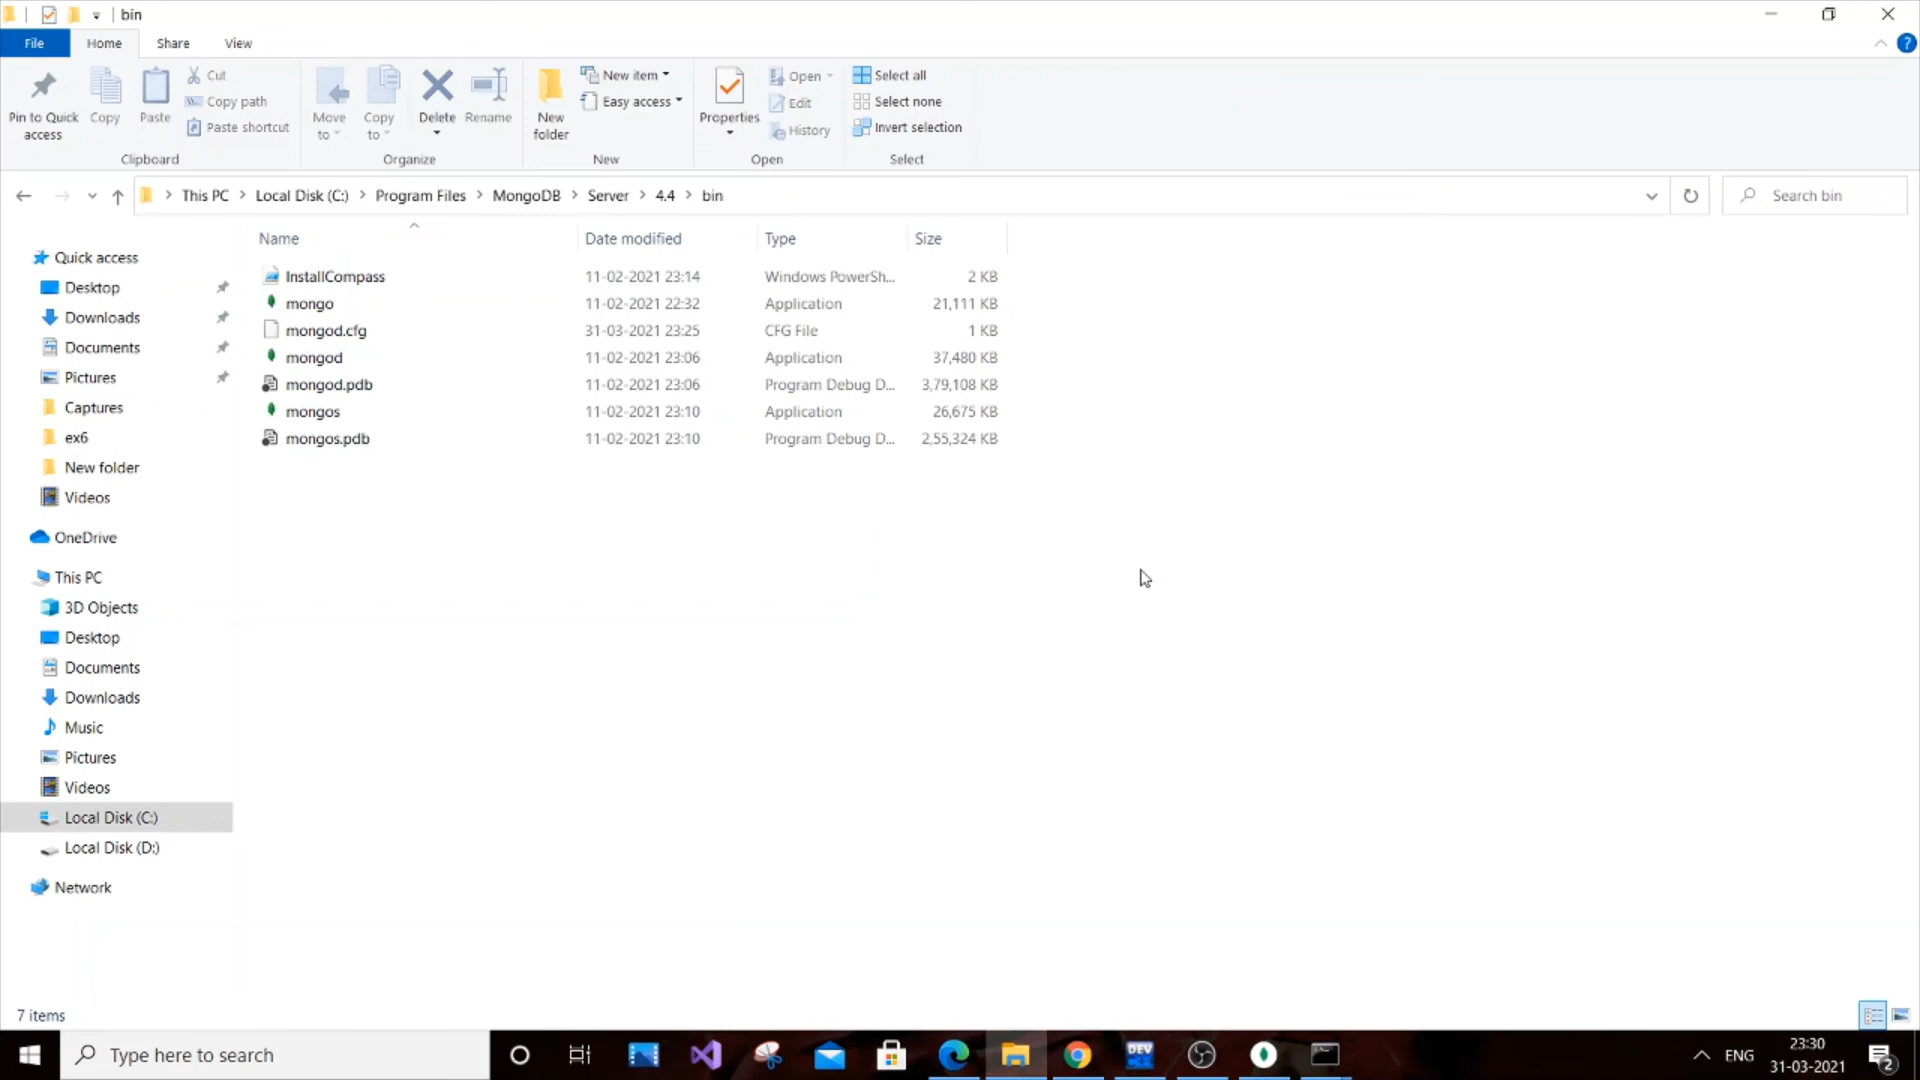 bin
File Home Share View
Pin to Quick access
Copy
Paste
Cut
Copy path
Paste shortcut
Clipboard
Move to
Copy to
Delete
Rename
Organize
New folder
New item
Easy access
New
Properties
Open
Edit
History
Open
Select all
Select none
Invert selection
Select
This PC > Local Disk (C:) > Program Files > MongoDB > Server > 4.4 > bin
Search bin
Quick access
Desktop
Downloads
Documents
Pictures
Captures
ex6
New folder
Videos
OneDrive
This PC
3D Objects
Desktop
Documents
Downloads
Music
Pictures
Videos
Local Disk (C:)
Local Disk (D:)
Network
Name Date modified Type Size
InstallCompass 11-02-2021 23:14 Windows PowerSh... 2 KB
mongo 11-02-2021 22:32 Application 21,111 KB
mongod.cfg 31-03-2021 23:25 CFG File 1 KB
mongod 11-02-2021 23:06 Application 37,480 KB
mongod.pdb 11-02-2021 23:06 Program Debug D... 3,79,108 KB
mongos 11-02-2021 23:10 Application 26,675 KB
mongos.pdb 11-02-2021 23:10 Program Debug D... 2,55,324 KB
7 items
Type here to search
DEV
ENG
23:30
31-03-2021
2